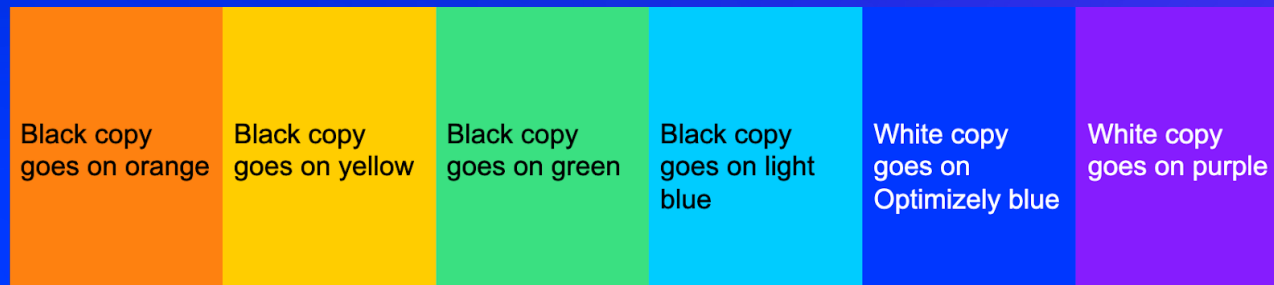 Black copy
goes on orange
Black copy
goes on yellow
Black copy
goes on green
Black copy
goes on light
blue
White copy
goes on
Optimizely blue
White copy
goes on purple